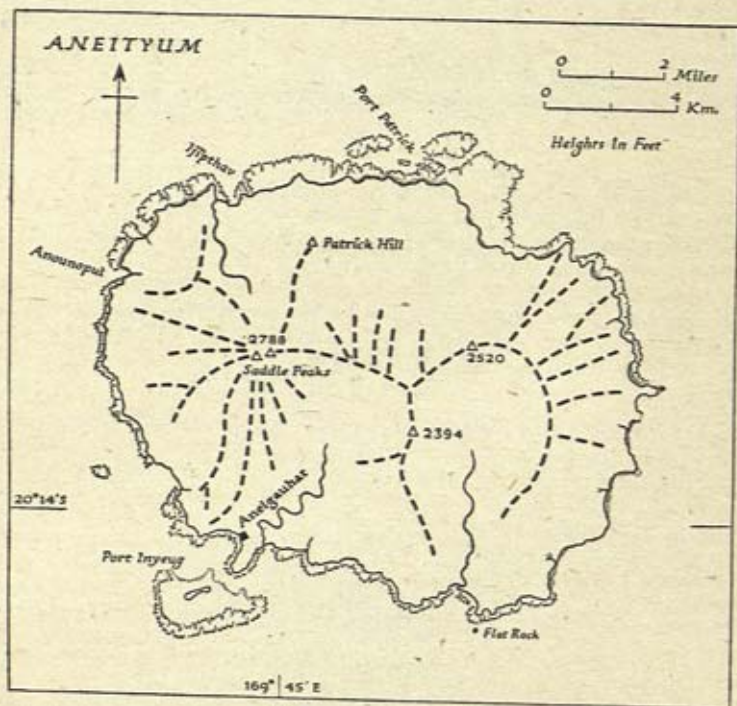 ANEITYUM
0 2
Miles
0 4
Km.
Heights In Feet
Port Patrick
Ijipthav
Patrick Hill
Anounopul
2788
Saddle Peaks
2520
2394
20° 14's
Anelgauhat
Port Inyeug
Flat Rock
169° 45' E